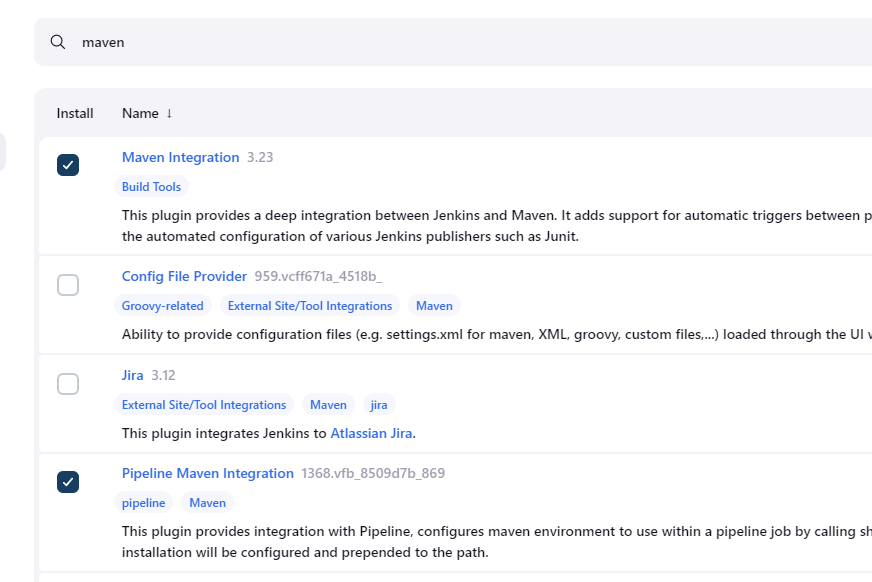 maven
Install Name ↓
Maven Integration 3.23
Build Tools
This plugin provides a deep integration between Jenkins and Maven. It adds support for automatic triggers between
the automated configuration of various Jenkins publishers such as Junit.
Config File Provider 959.vcff671a_4518b_
Groovy-related External Site/Tool Integrations Maven
Ability to provide configuration files (e.g. settings.xml for maven, XML, groovy, custom files,...) loaded through the UI
Jira 3.12
External Site/Tool Integrations Maven jira
This plugin integrates Jenkins to Atlassian Jira.
Pipeline Maven Integration 1368.vfb_8509d7b_869
pipeline Maven
This plugin provides integration with Pipeline, configures maven environment to use within a pipeline job by calling
installation will be configured and prepended to the path.